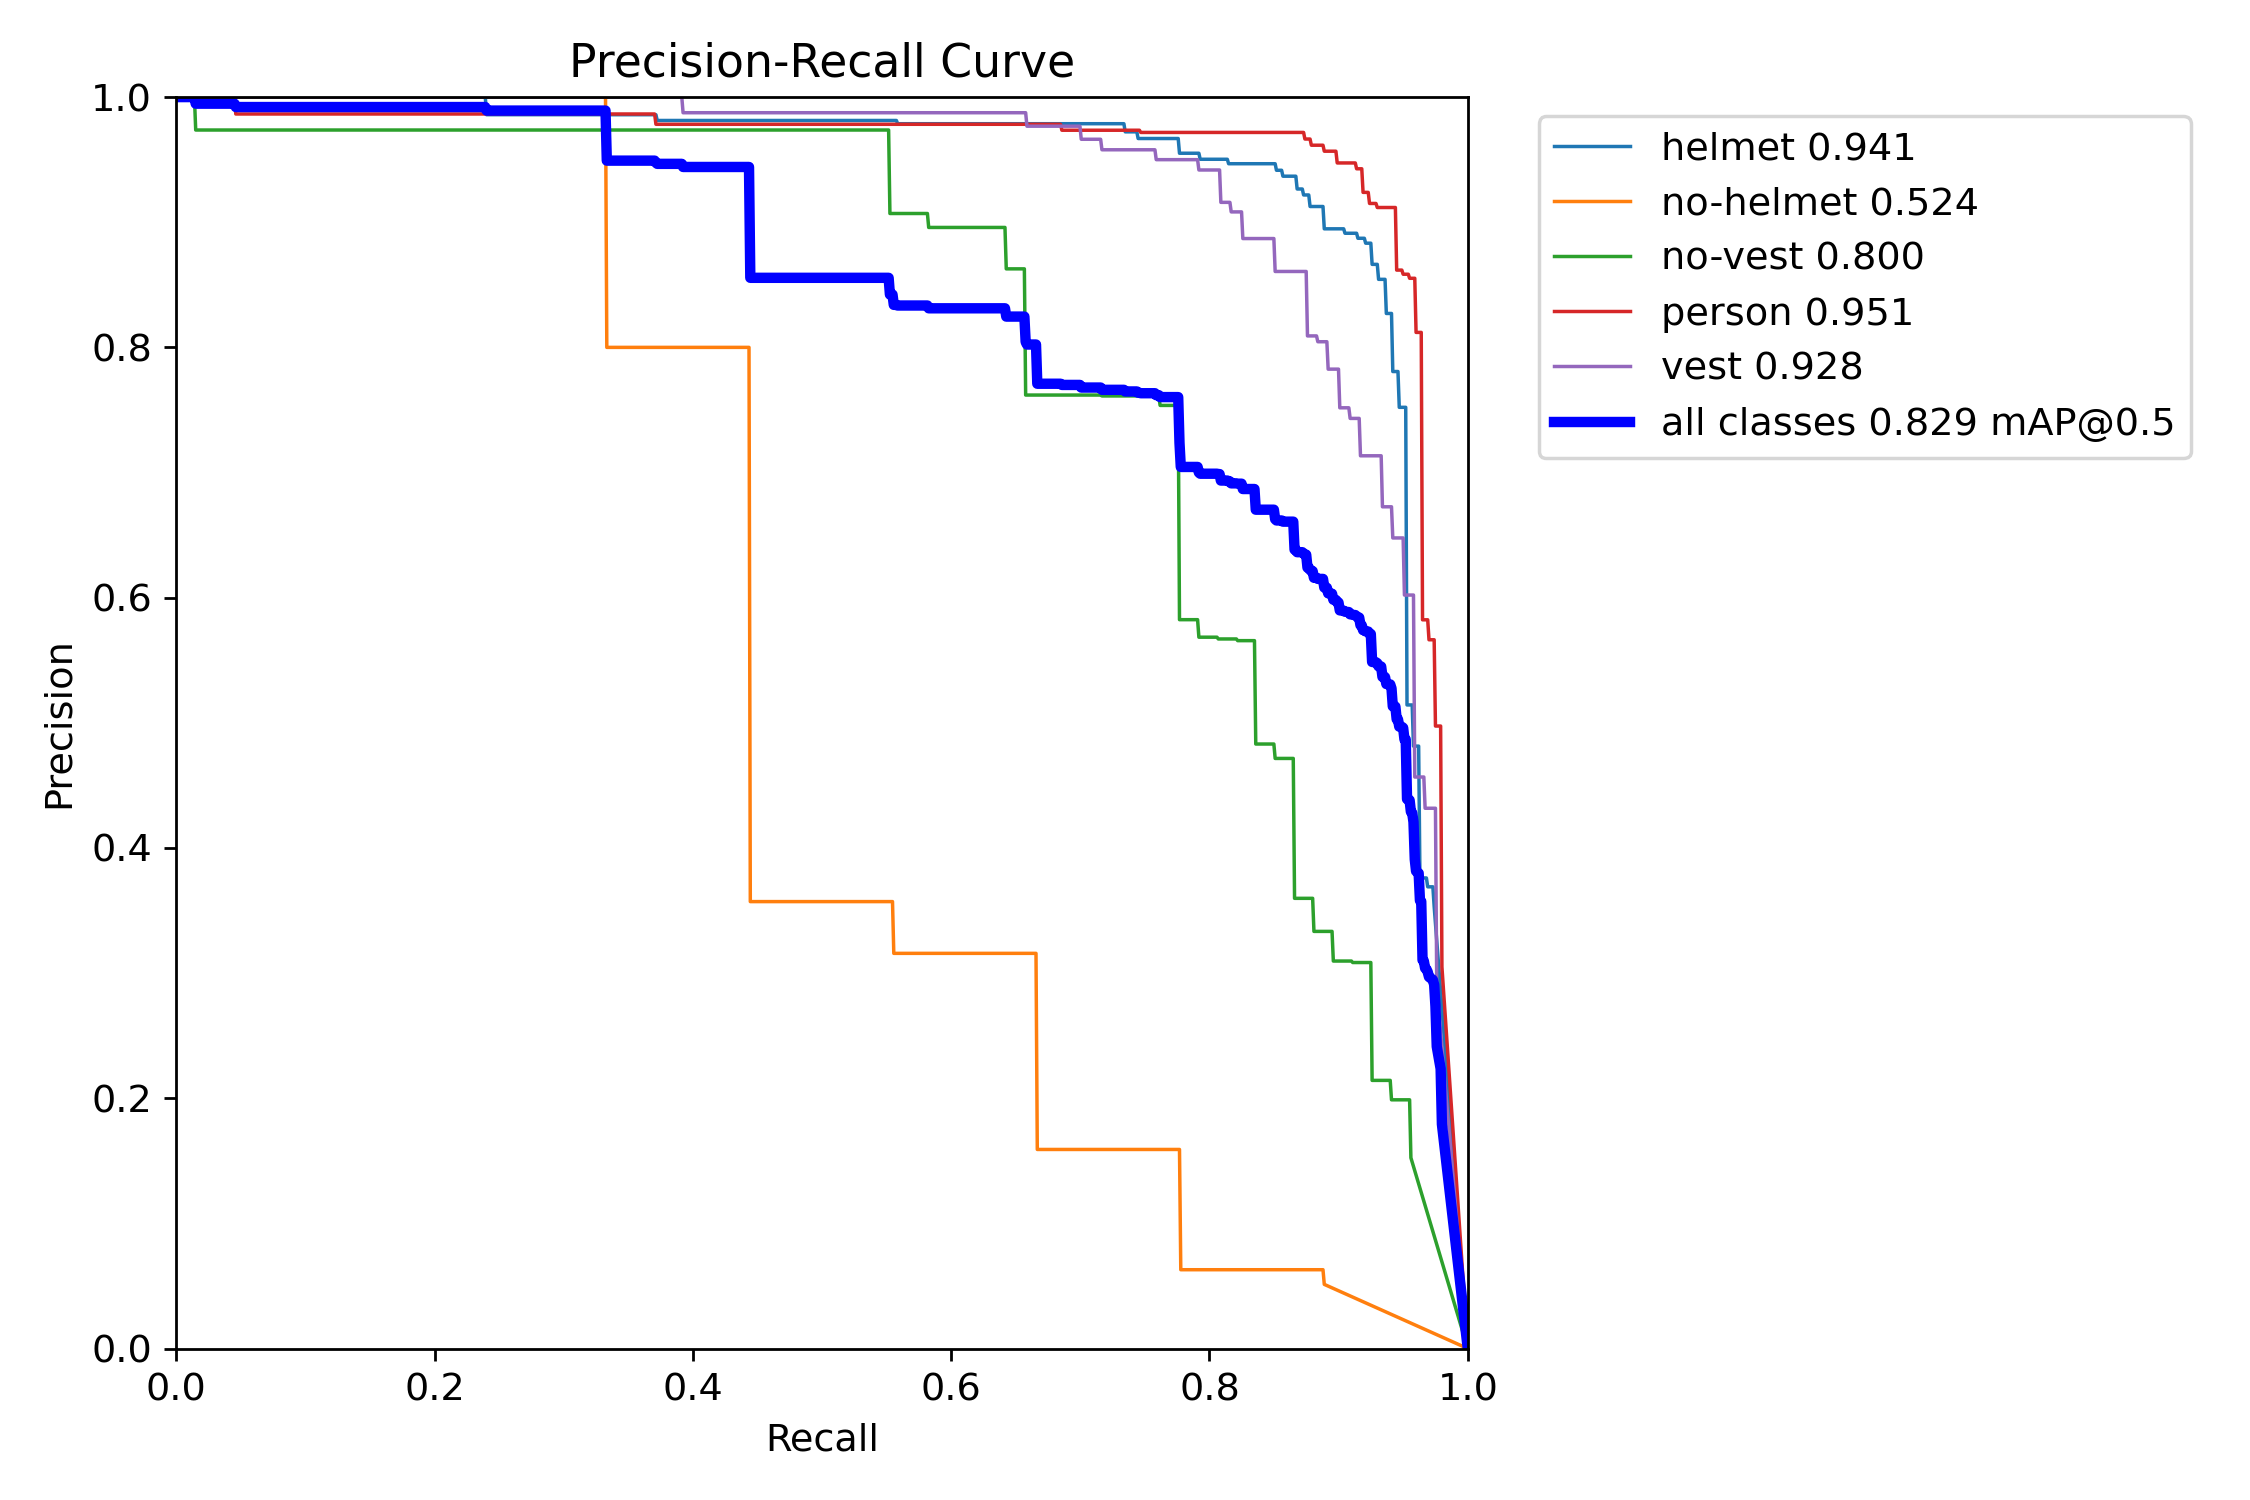 Precision-Recall Curve
1.0
0.8
0.6
0.4
0.2
0.0
Precision
0.0 0.2 0.4 0.6 0.8 1.0
Recall
helmet 0.941
no-helmet 0.524
no-vest 0.800
person 0.951
vest 0.928
all classes 0.829 mAP@0.5